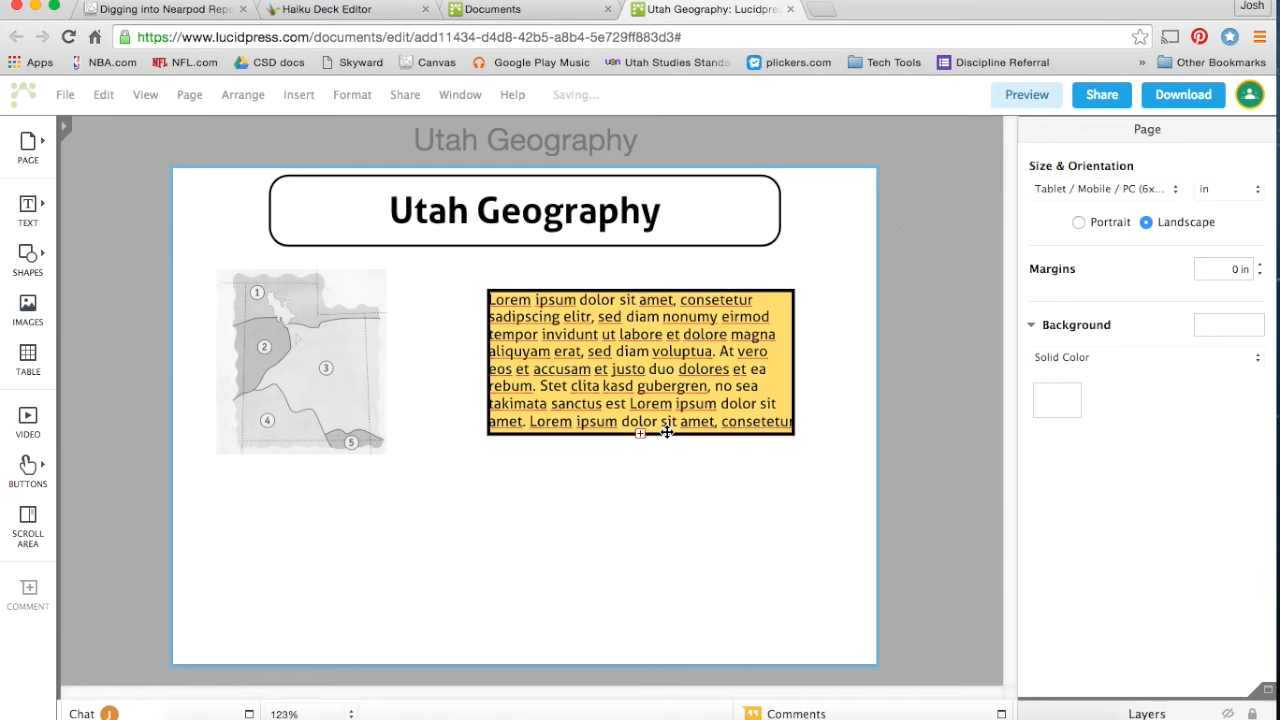 Digging into Nearpod Repo
Haiku Deck Editor
Documents
Utah Geography: Lucidpres
Josh
https://www.lucidpress.com/documents/edit/add11434-d4d8-42b5-a8b4-5e729ff883d3#
Apps
NBA.com
NFL.com
CSD docs
Skyward
Canvas
Google Play Music
Utah Studies Standa
plickers.com
Tech Tools
Discipline Referral
»
Other Bookmarks
File
Edit
View
Page
Arrange
Insert
Format
Share
Window
Help
Saving...
Preview
Share
Download
PAGE
TEXT
SHAPES
IMAGES
TABLE
VIDEO
BUTTONS
SCROLL
AREA
COMMENT
Utah Geography
Utah Geography
1
2
3
4
5
Lorem ipsum dolor sit amet, consetetur
sadipscing elitr, sed diam nonumy eirmod
tempor invidunt ut labore et dolore magna
aliquyam erat, sed diam voluptua. At vero
eos et accusam et justo duo dolores et ea
rebum. Stet clita kasd gubergren, no sea
takimata sanctus est Lorem ipsum dolor sit
amet. Lorem ipsum dolor sit amet, consetetur
Page
Size & Orientation
Tablet / Mobile / PC (6x...
in
Portrait
Landscape
Margins
0 in
Background
Solid Color
Chat
J
123%
Comments
Layers